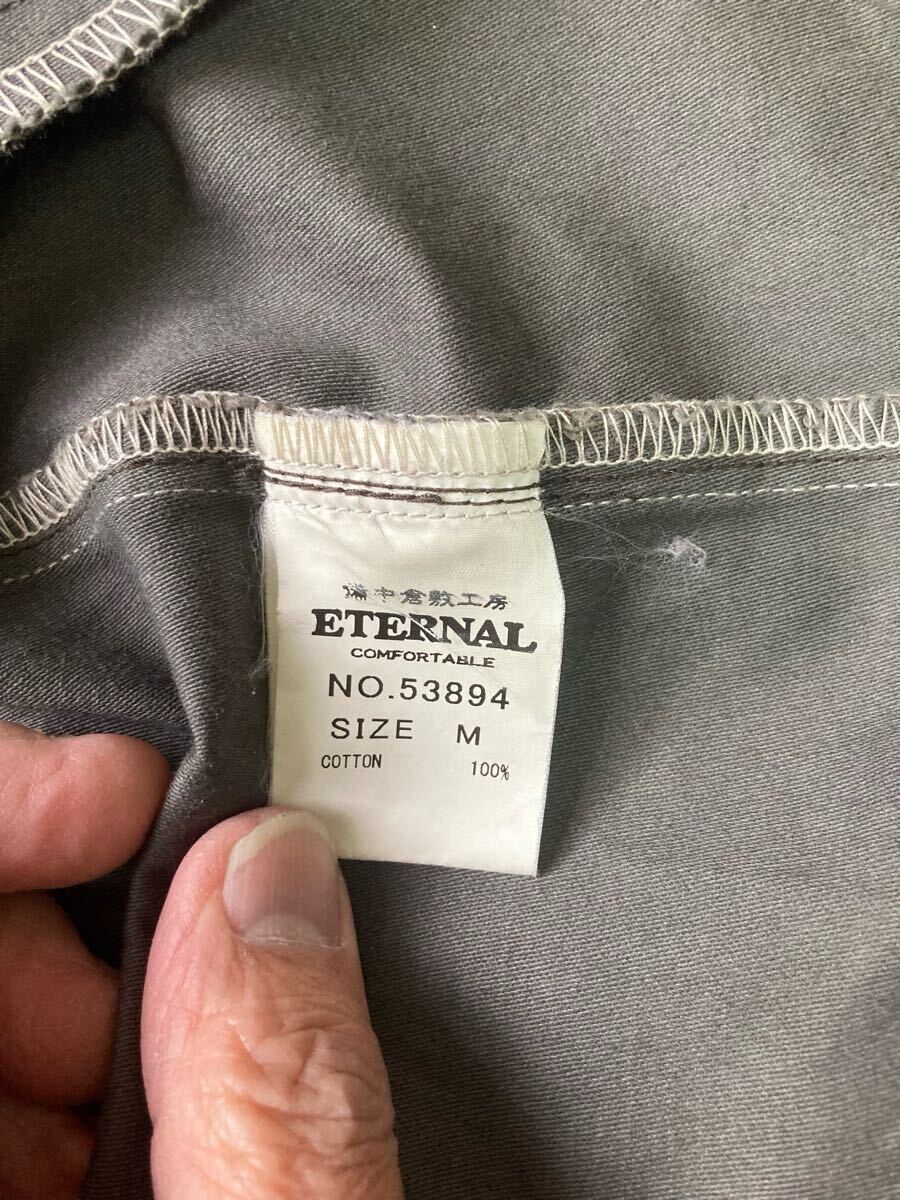 備中倉敷工房
ETERNAL
COMFORTABLE
NO.53894
SIZE M
COTTON 100%